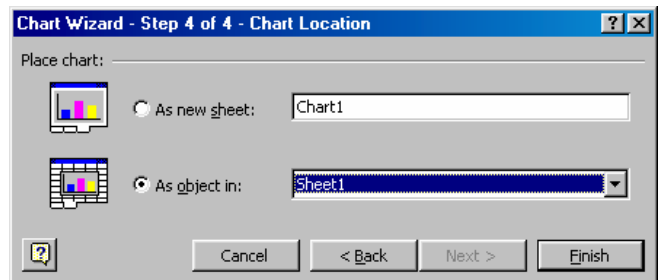 Chart Wizard - Step 4 of 4 - Chart Location
Place chart:
As new sheet: Chart1
As object in: Sheet1
Cancel < Back Next > Finish